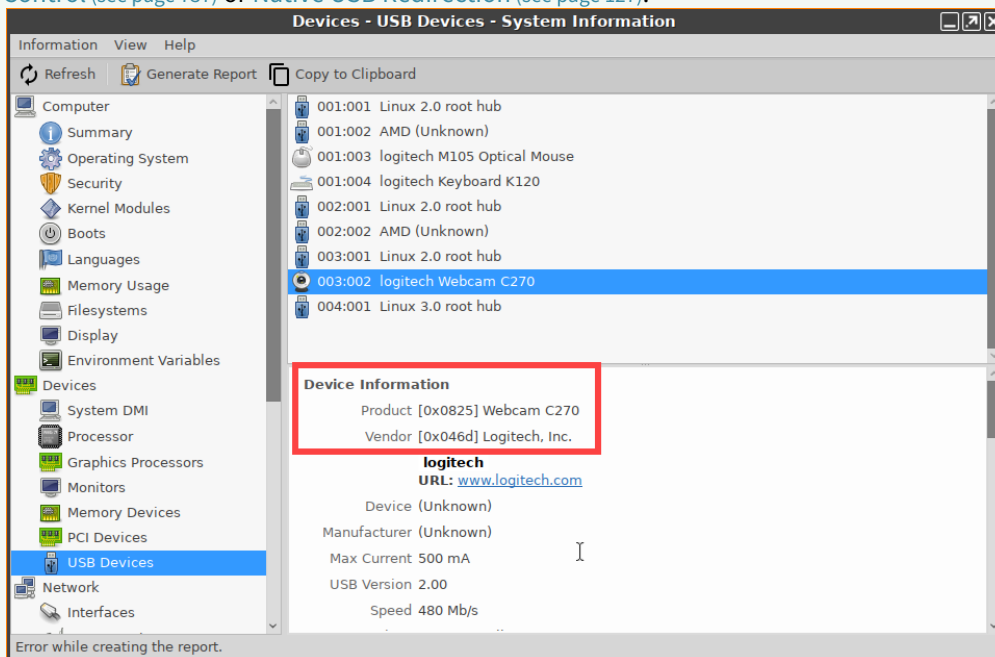 Devices - USB Devices - System Information
Information View Help
Refresh Generate Report Copy to Clipboard
Computer
Summary
Operating System
Security
Kernel Modules
Boots
Languages
Memory Usage
Filesystems
Display
Environment Variables
Devices
System DMI
Processor
Graphics Processors
Monitors
Memory Devices
PCI Devices
USB Devices
Network
Interfaces
001:001 Linux 2.0 root hub
001:002 AMD (Unknown)
001:003 logitech M105 Optical Mouse
001:004 logitech Keyboard K120
002:001 Linux 2.0 root hub
002:002 AMD (Unknown)
003:001 Linux 2.0 root hub
003:002 logitech Webcam C270
004:001 Linux 3.0 root hub
Device Information
Product [0x0825] Webcam C270
Vendor [0x046d] Logitech, Inc.
logitech
URL: www.logitech.com
Device (Unknown)
Manufacturer (Unknown)
Max Current 500 mA
USB Version 2.00
Speed 480 Mb/s
Error while creating the report.